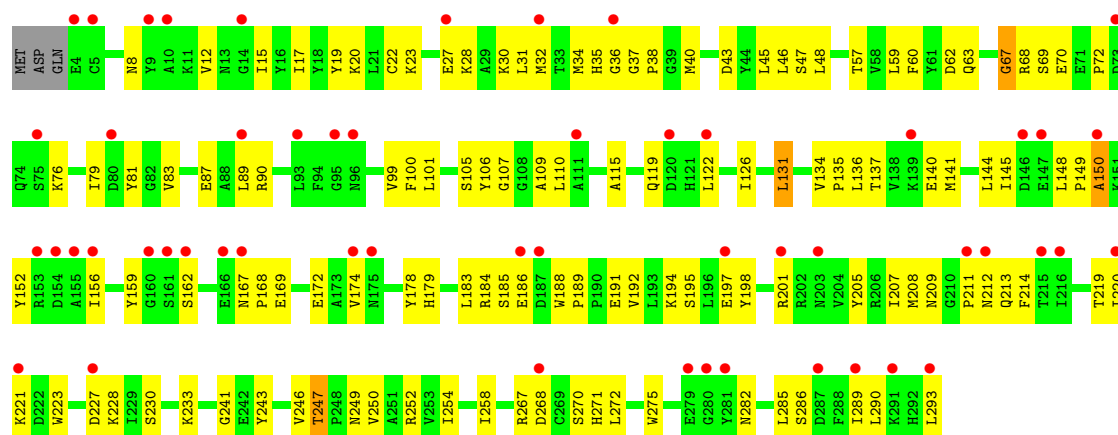 MET ASP GLN E4 C5 N8 Y9 A10 K11 V12 N13 G14 I15 Y16 I17 Y18 Y19 K20 L21 C22 K23 E27 K28 A29 K30 L31 M32 T33 M34 H35 G36 G37 P38 G39 M40 D43 Y44 L45 L46 S47 L48 T57 V58 L59 F60 Y61 D62 Q63 G67 R68 S69 E70 E71 P72 D73
Q74 S75 K76 I79 D80 Y81 G82 V83 E87 A88 L89 R90 L93 F94 G95 N96 V99 F100 L101 S105 Y106 G107 G108 A109 L110 A111 A115 Q119 D120 H121 L122 I126 L131 V134 P135 L136 T137 V138 K139 E140 M141 L144 I145 D146 E147 L148 P149 A150 K151
Y152 R153 D154 A155 I156 Y159 G160 S161 S162 E166 N167 P168 E169 E172 A173 V174 N175 Y178 H179 L183 R184 S185 E186 D187 W188 P189 P190 E191 V192 L193 K194 S195 L196 E197 Y198 R201 R202 N203 V204 Y205 R206 I207 M208 N209 G210 P211 N212 Q213 F214 T215 I216 T219 I220
K221 D222 W223 D227 K228 I229 S230 K233 G241 E242 Y243 V246 T247 P248 N249 V250 A251 R252 V253 I254 I258 R267 D268 C269 S270 H271 L272 W275 E279 G280 Y281 N282 L285 S286 D287 F288 I289 L290 K291 H292 L293